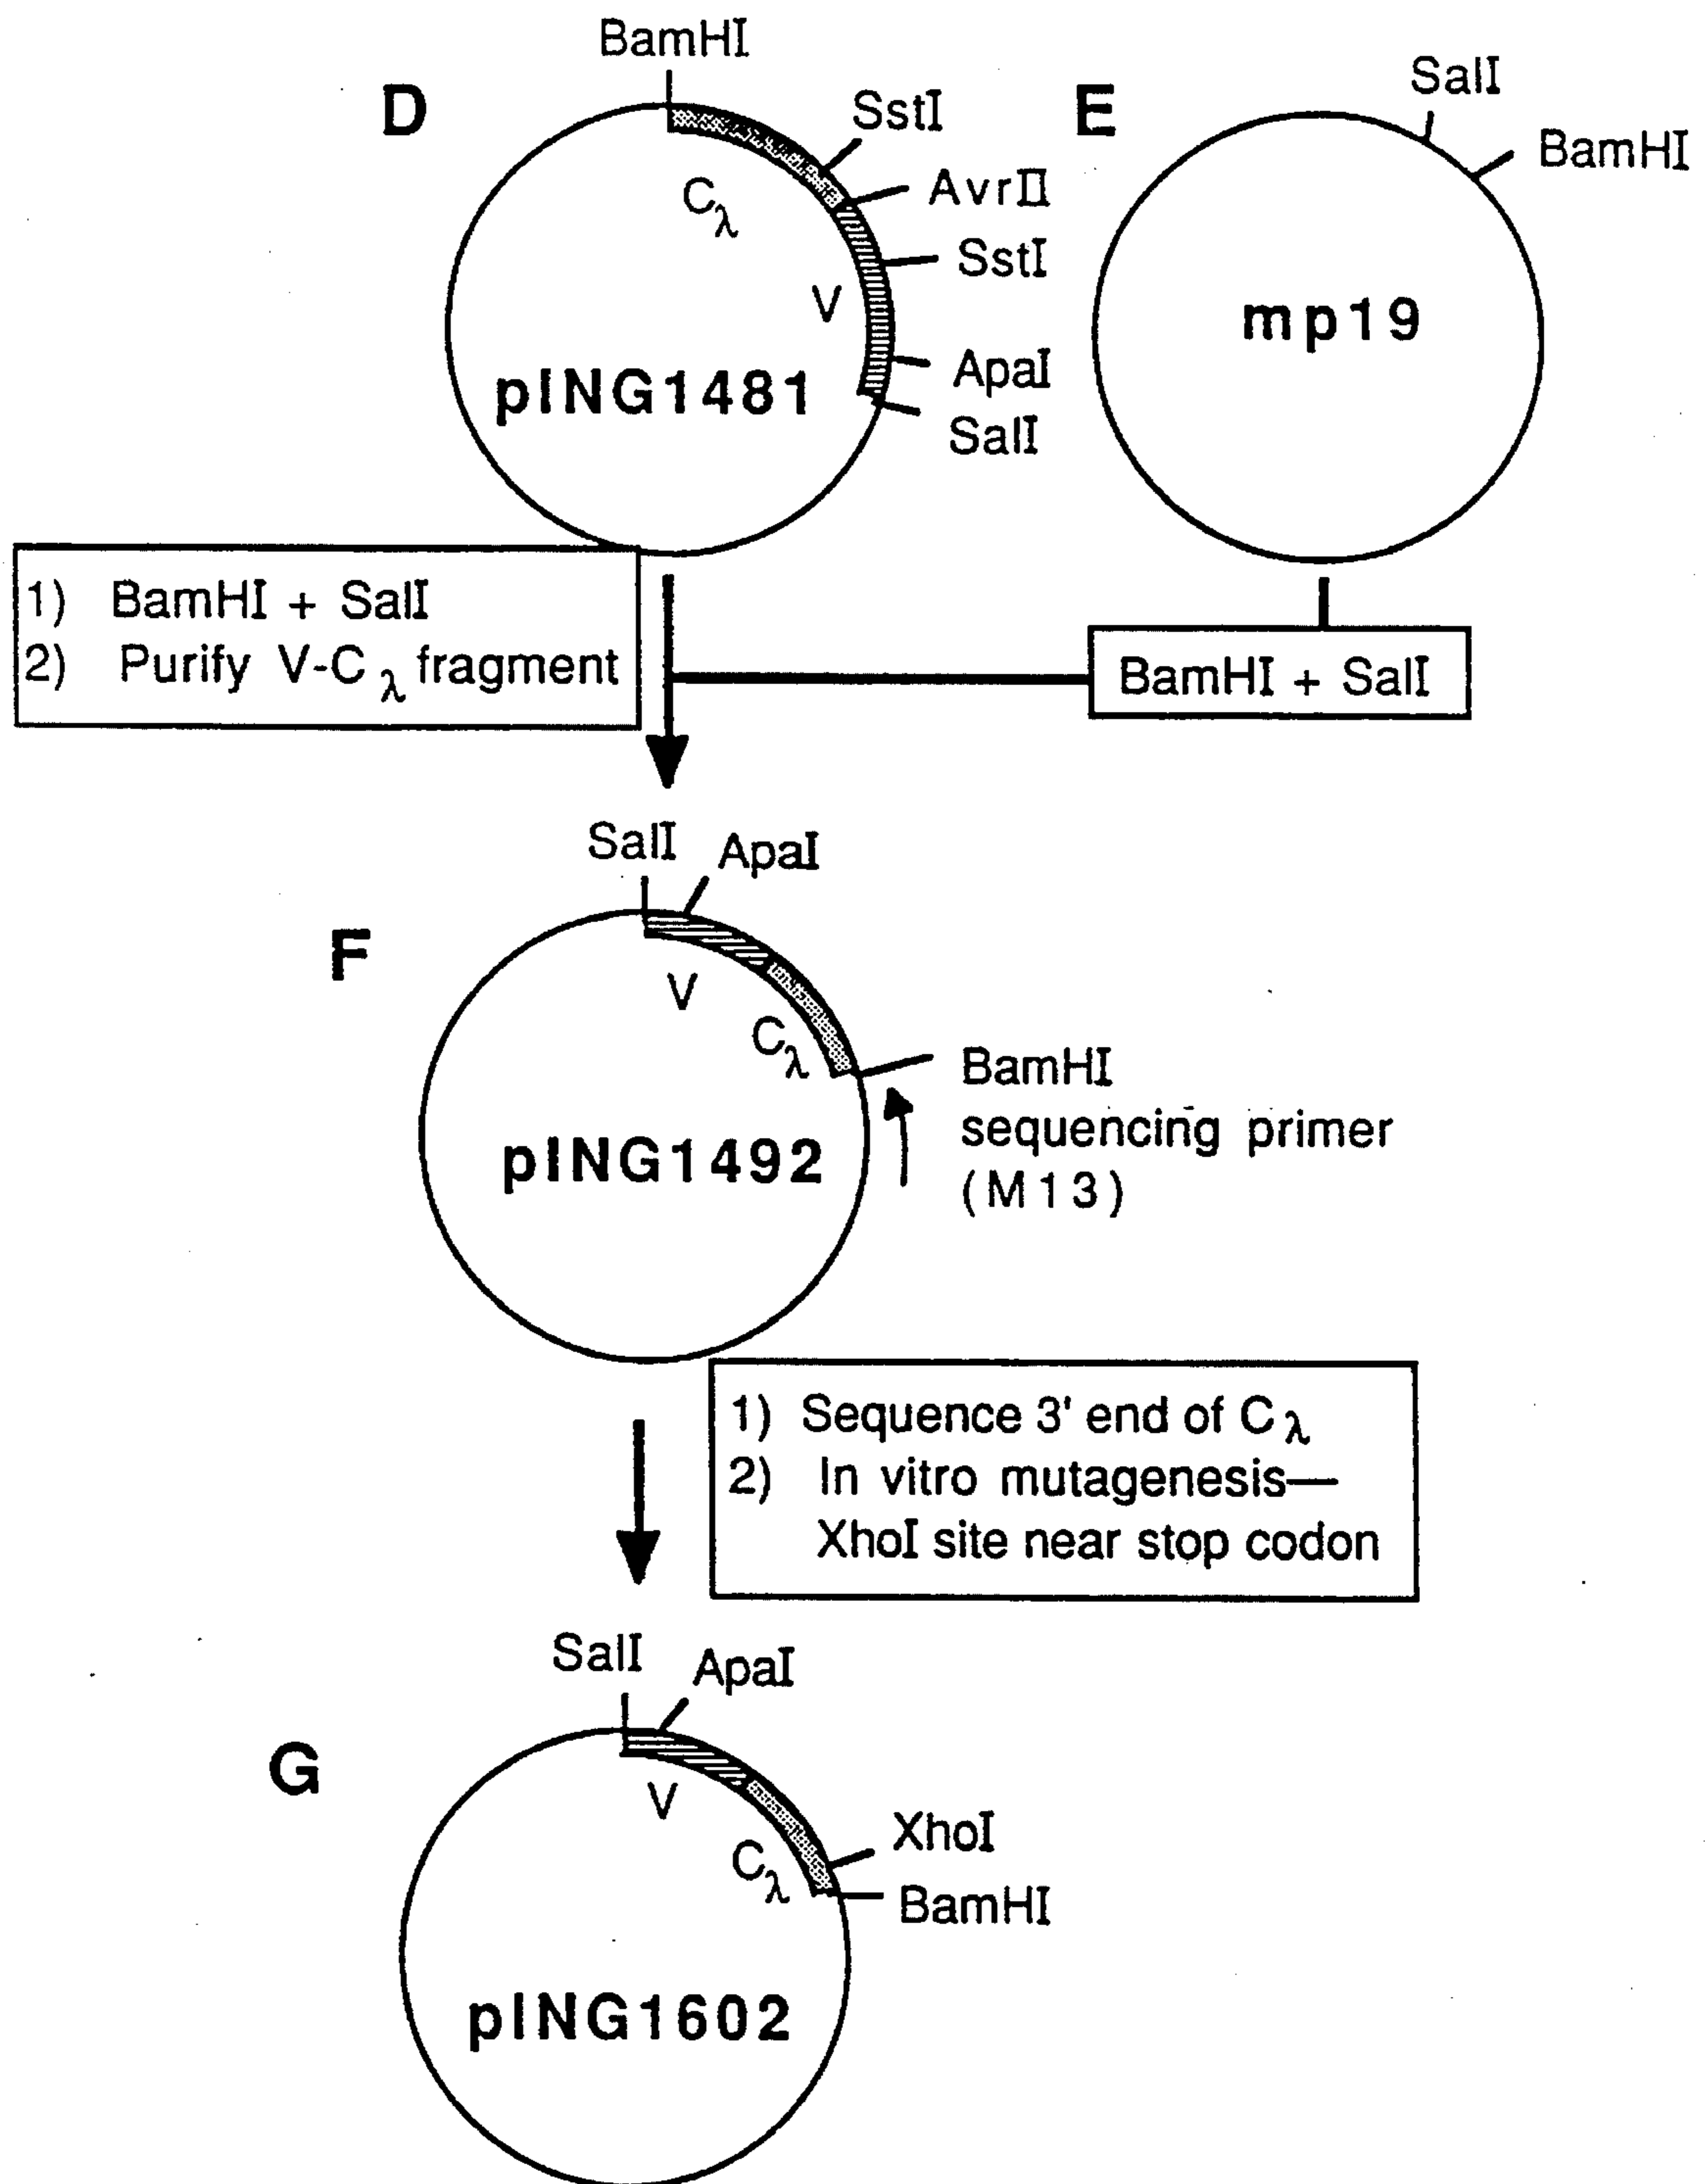 BamHI
D
SstI
AvrII
SstI
Cλ
V
pING1481
ApaI
SalI
E
SalI
BamHI
mp19
1) BamHI + SalI
2) Purify V-Cλ fragment
BamHI + SalI
SalI
ApaI
F
V
Cλ
BamHI
sequencing primer
(M13)
pING1492
1) Sequence 3' end of Cλ
2) In vitro mutagenesis—
XhoI site near stop codon
SalI
ApaI
G
V
Cλ
XhoI
BamHI
pING1602